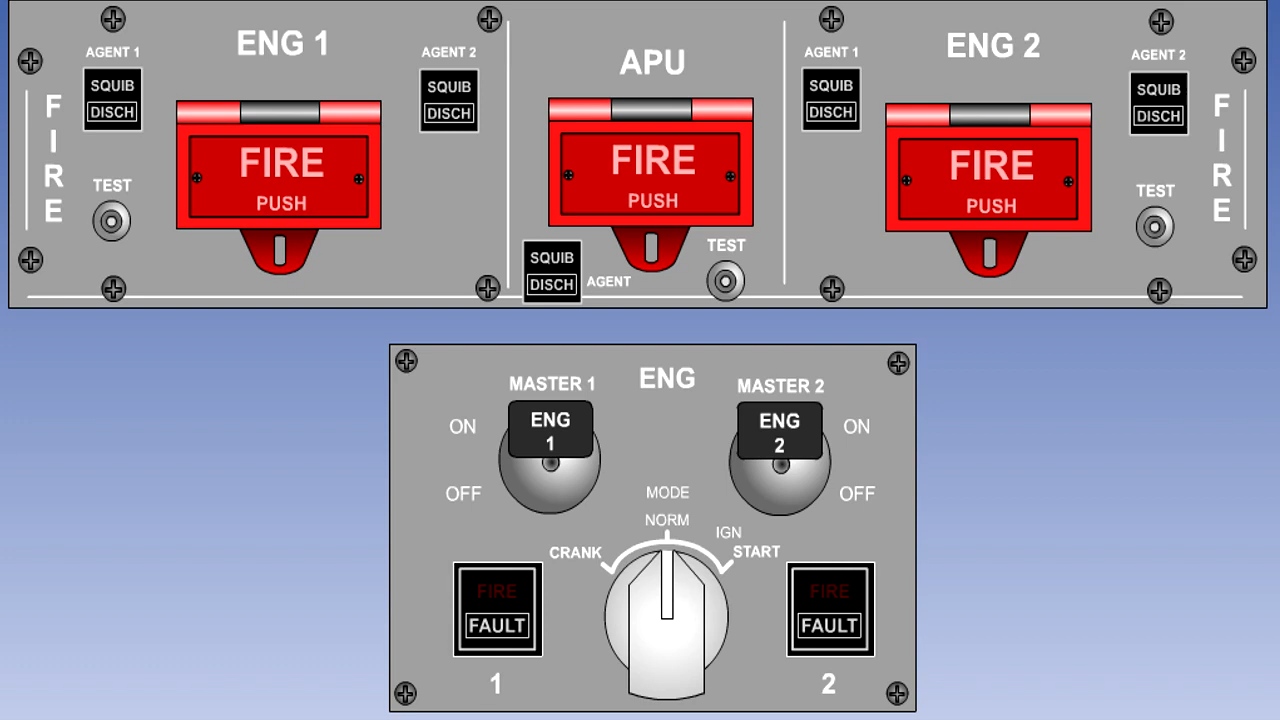 ENG 1
APU
ENG 2
AGENT 1
AGENT 2
AGENT 1
AGENT 2
SQUIB
DISCH
SQUIB
DISCH
SQUIB
DISCH
SQUIB
DISCH
FIRE
FIRE
TEST
FIRE
PUSH
FIRE
PUSH
FIRE
PUSH
TEST
SQUIB
DISCH
AGENT
TEST
MASTER 1
ENG
MASTER 2
ENG
1
ENG
2
ON
ON
OFF
OFF
MODE
NORM
IGN
CRANK
START
FIRE
FAULT
FIRE
FAULT
1
2